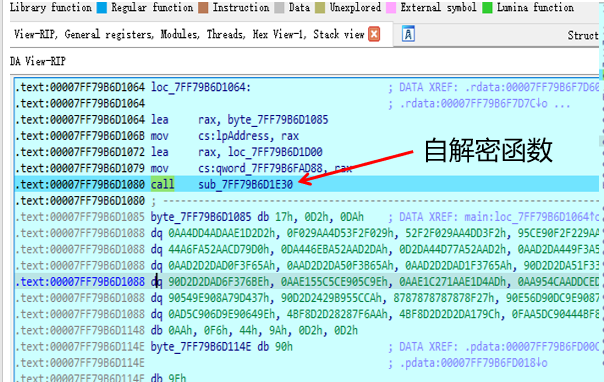 Library function Regular function Instruction Data Unexplored External symbol Lumina function
View-RIP, General registers, Modules, Threads, Hex View-1, Stack view
Struct
DA View-RIP
.text:00007FF79B6D1064 loc_7FF79B6D1064: ; DATA XREF: .rdata:00007FF79B6F7D60
.text:00007FF79B6D1064 ; .rdata:00007FF79B6F7D7C↓o ...
.text:00007FF79B6D1064 lea rax, byte_7FF79B6D1085
.text:00007FF79B6D106B mov cs:lpAddress, rax
.text:00007FF79B6D1072 lea rax, loc_7FF79B6D1D00
.text:00007FF79B6D1079 mov cs:qword_7FF79B6FAD88, rax
.text:00007FF79B6D1080 call sub_7FF79B6D1E30
自解密函数
.text:00007FF79B6D1080 ;
.text:00007FF79B6D1085 byte_7FF79B6D1085 db 17h, 0D2h, 0DAh ; DATA XREF: main:loc_7FF79B6D1064↑o
.text:00007FF79B6D1088 dq 0AA4DD4ADAAE1D2D2h, 0F029AA4D53F2F029h, 52F2F029AA4DD3F2h, 95CE90F2F229AA
.text:00007FF79B6D1088 dq 44A6FA52AACD79D0h, 0DA446EBA52AAD2DAh, 0D2DA44D77A52AAD2h, 0AAD2DA449F3A5
.text:00007FF79B6D1088 dq 0AAD2D2DAD0F3F65Ah, 0AAD2D2DA50F3B65Ah, 0AAD2D2DAD1F3765Ah, 90D2D2DA51F33
.text:00007FF79B6D1088 dq 90D2D2DAD6F376BEh, 0AAE155C5CE905C9Eh, 0AAE1C271AAE1D4ADh, 0AA954CAADDCED
.text:00007FF79B6D1088 dq 90549E908A79D437h, 90D2D2429B955CCAh, 8787878787878F27h, 90E56D90DC9E9087
.text:00007FF79B6D1088 dq 0AD5C906D9E90649Eh, 4BF8D2D28287F6AAh, 4BF8D2D2D2DA179Ch, 0FAA5DC90444BF8
.text:00007FF79B6D1148 db 0AAh, 0F6h, 44h, 9Ah, 0D2h, 0D2h
.text:00007FF79B6D114E byte_7FF79B6D114E db 90h ; DATA XREF: .pdata:00007FF79B6FD00C
.text:00007FF79B6D114E ; .pdata:00007FF79B6FD018↓o
.text:00007FF79B6D114E db 9Eh